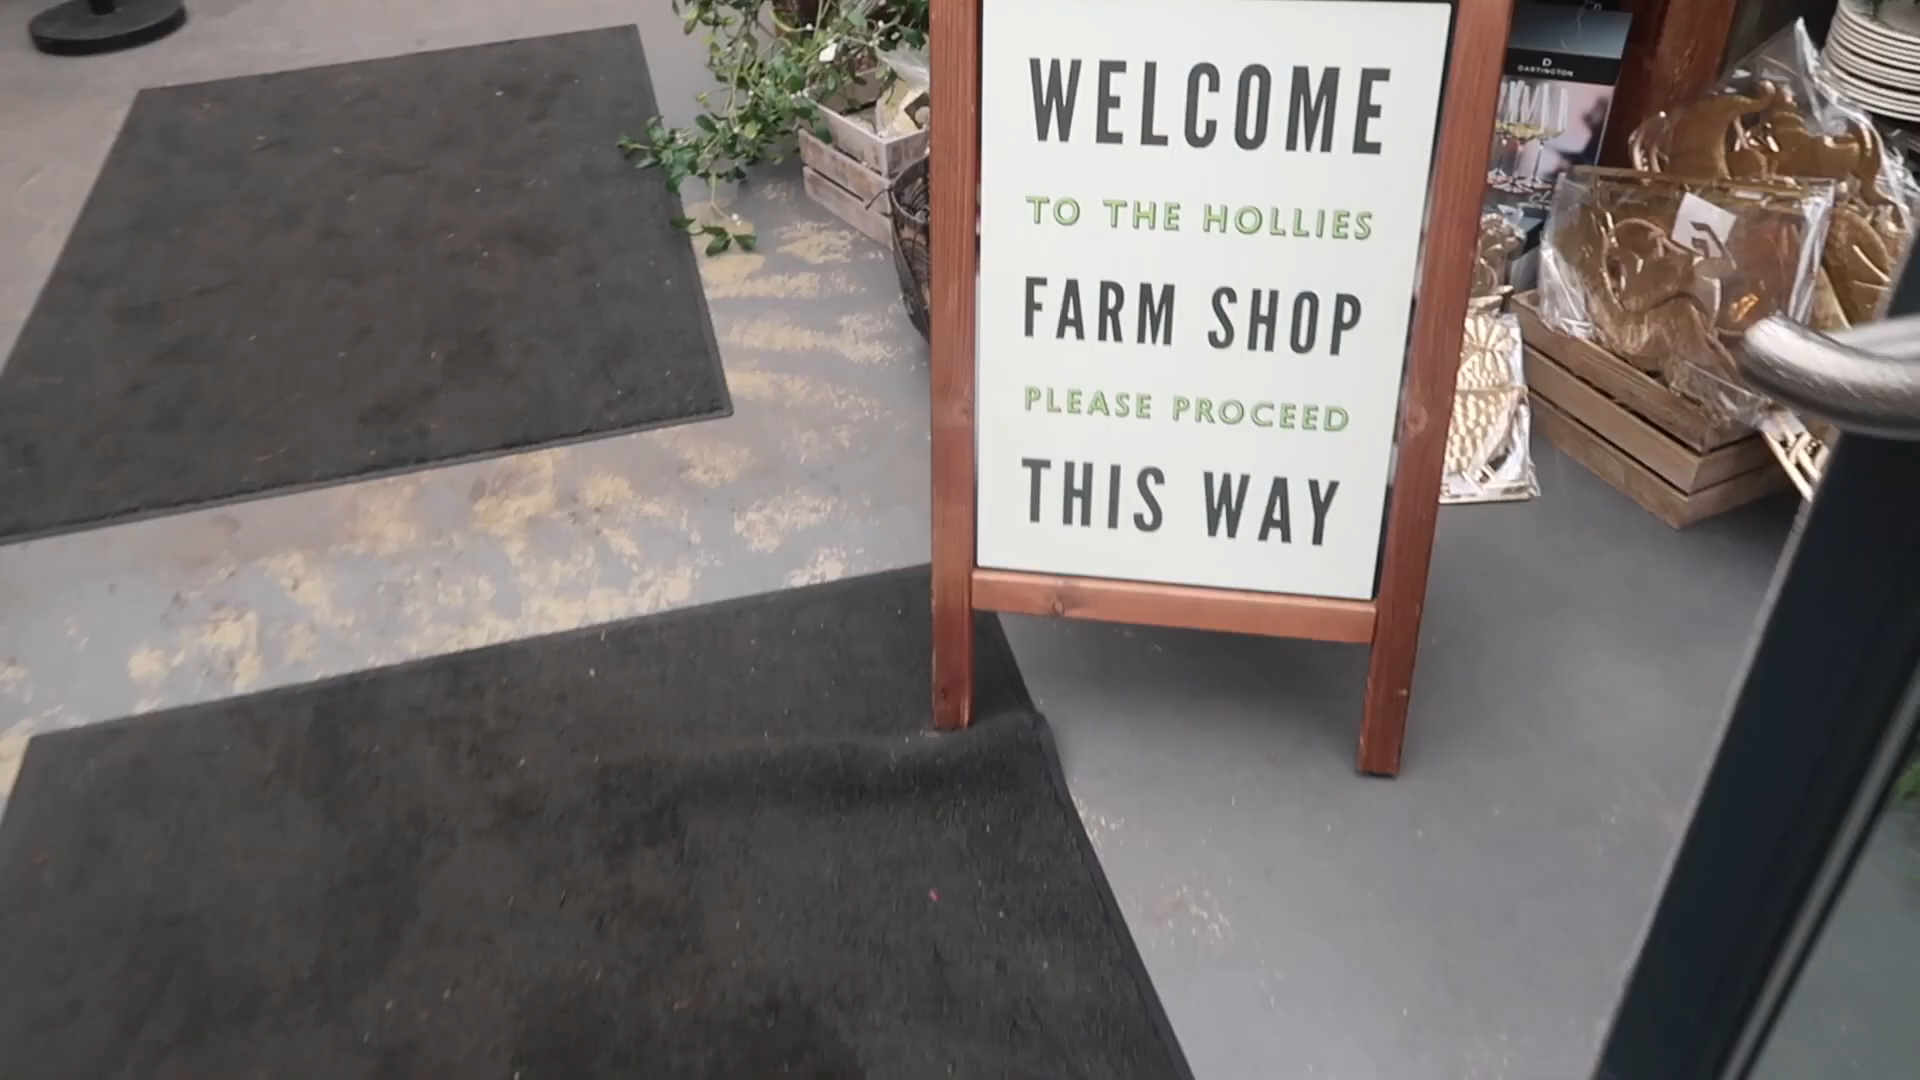 WELCOME
TO THE HOLLIES
FARM SHOP
PLEASE PROCEED
THIS WAY
D
DARTINGTON